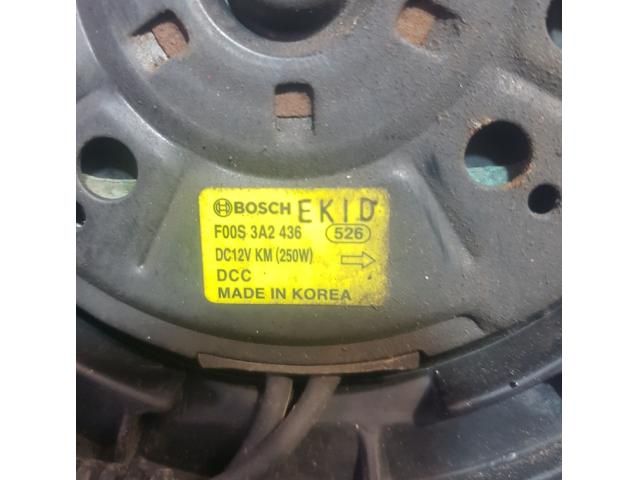 BOSCH EKID
F00S 3A2 436 526
DC12V KM (250W)
DCC
MADE IN KOREA